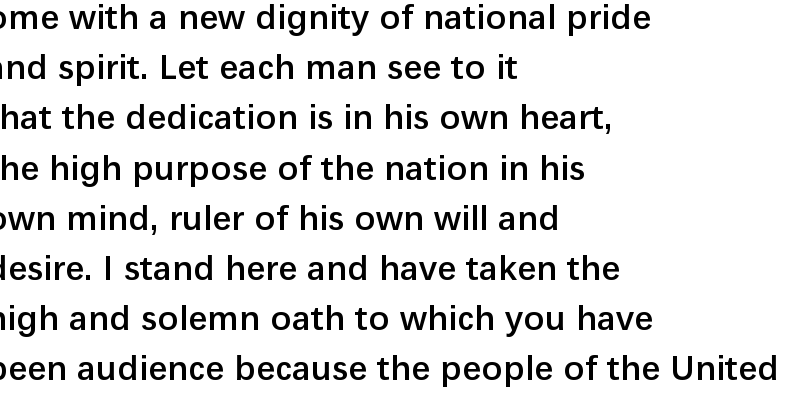 ome with a new dignity of national pride
and spirit. Let each man see to it
that the dedication is in his own heart,
the high purpose of the nation in his
own mind, ruler of his own will and
desire. I stand here and have taken the
high and solemn oath to which you have
been audience because the people of the United